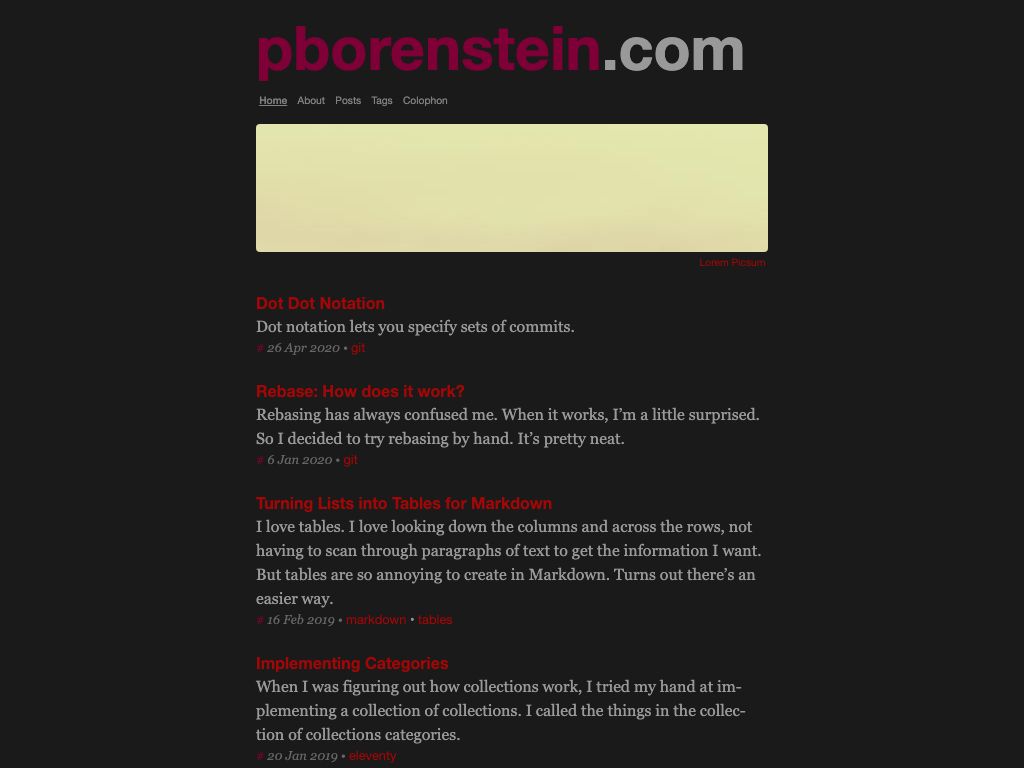 pborenstein.com
Home About Posts Tags Colophon
Lorem Picsum
Dot Dot Notation
Dot notation lets you specify sets of commits.
# 26 Apr 2020 • git
Rebase: How does it work?
Rebasing has always confused me. When it works, I’m a little surprised.
So I decided to try rebasing by hand. It’s pretty neat.
# 6 Jan 2020 • git
Turning Lists into Tables for Markdown
I love tables. I love looking down the columns and across the rows, not
having to scan through paragraphs of text to get the information I want.
But tables are so annoying to create in Markdown. Turns out there’s an
easier way.
# 16 Feb 2019 • markdown • tables
Implementing Categories
When I was figuring out how collections work, I tried my hand at im-
plementing a collection of collections. I called the things in the collec-
tion of collections categories.
# 20 Jan 2019 • eleventy